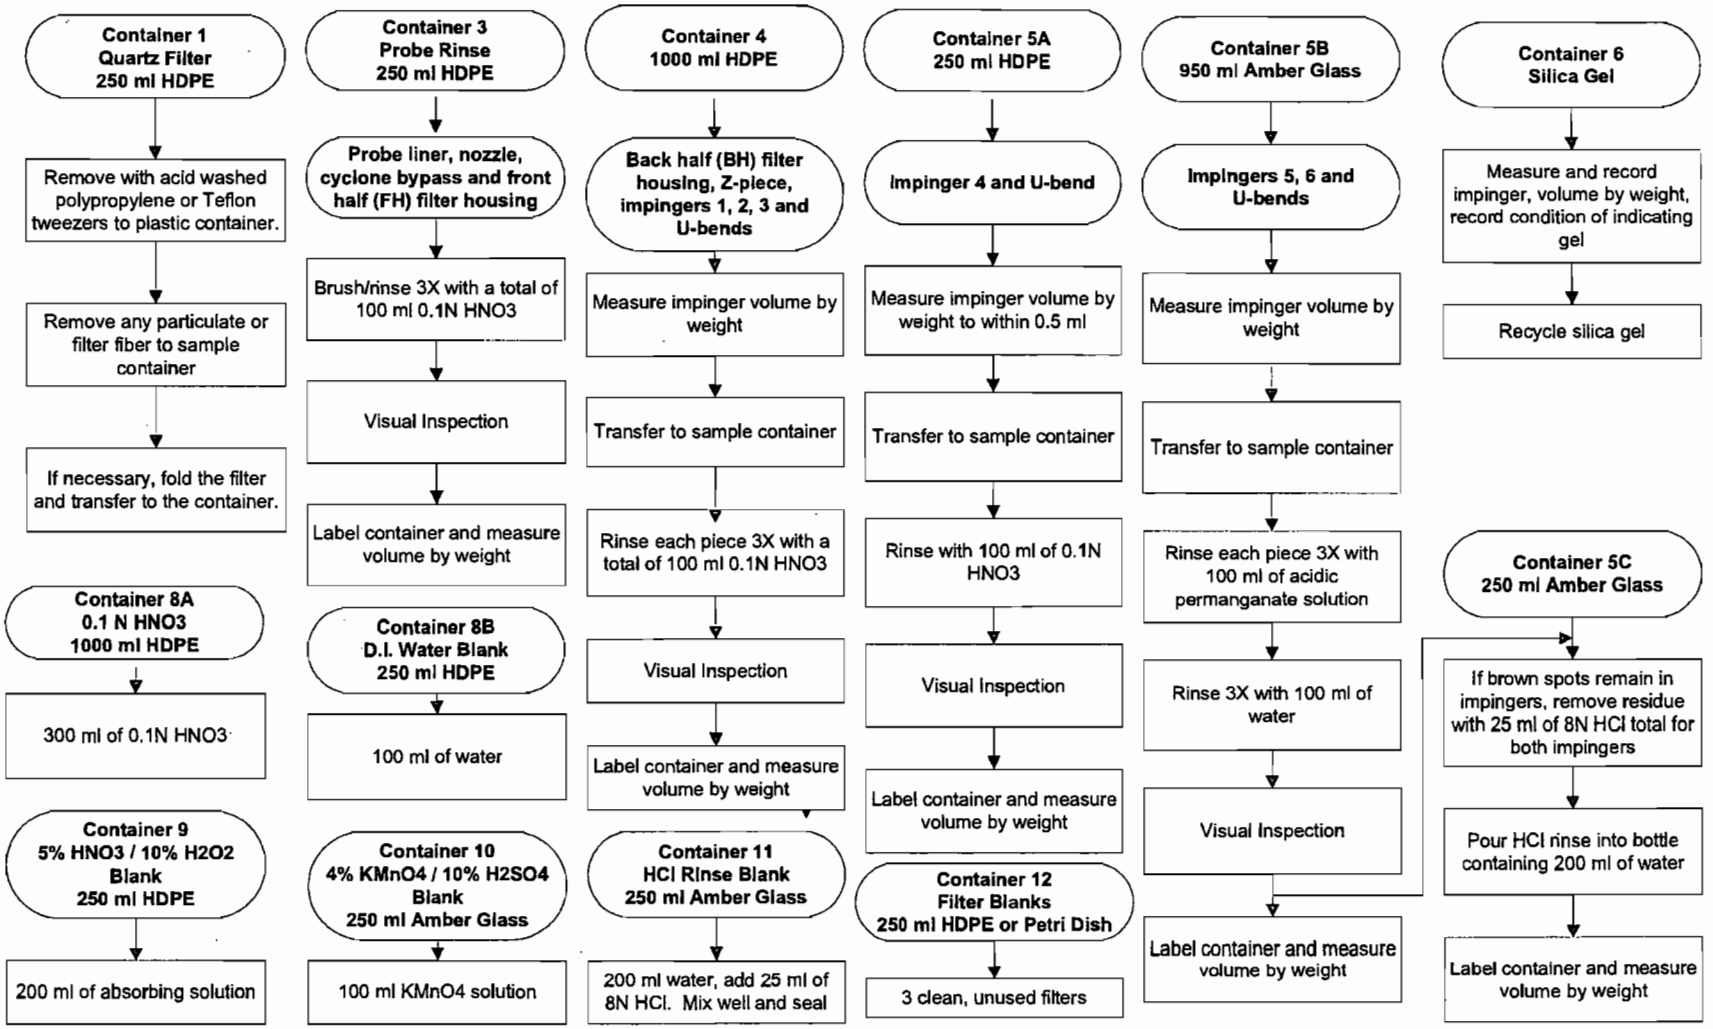 Container 1
Quartz Filter
250 ml HDPE
Remove with acid washed
polypropylene or Teflon
tweezers to plastic container.
Remove any particulate or
filter fiber to sample
container
If necessary, fold the filter
and transfer to the container.
Container 3
Probe Rinse
250 ml HDPE
Probe liner, nozzle,
cyclone bypass and front
half (FH) filter housing
Brush/rinse 3X with a total of
100 ml 0.1N HNO3
Visual Inspection
Label container and measure
volume by weight
Container 4
1000 ml HDPE
Back half (BH) filter
housing, Z-piece,
impingers 1, 2, 3 and
U-bends
Measure impinger volume by
weight
Transfer to sample container
Rinse each piece 3X with a
total of 100 ml 0.1N HNO3
Visual Inspection
Label container and measure
volume by weight
Container 5A
250 ml HDPE
Impinger 4 and U-bend
Measure impinger volume by
weight to within 0.5 ml
Transfer to sample container
Rinse with 100 ml of 0.1N
HNO3
Visual Inspection
Label container and measure
volume by weight
Container 5B
950 ml Amber Glass
Impingers 5, 6 and
U-bends
Measure impinger volume by
weight
Transfer to sample container
Rinse each piece 3X with
100 ml of acidic
permanganate solution
Rinse 3X with 100 ml of
water
Visual Inspection
Label container and measure
volume by weight
Container 6
Silica Gel
Measure and record
impinger, volume by weight,
record condition of indicating
gel
Recycle silica gel
Container 5C
250 ml Amber Glass
If brown spots remain in
impingers, remove residue
with 25 ml of 8N HCl total for
both impingers
Pour HCl rinse into bottle
containing 200 ml of water
Label container and measure
volume by weight
Container 8A
0.1 N HNO3
1000 ml HDPE
300 ml of 0.1N HNO3
Container 8B
D.I. Water Blank
250 ml HDPE
100 ml of water
Container 9
5% HNO3 / 10% H2O2
Blank
250 ml HDPE
200 ml of absorbing solution
Container 10
4% KMnO4 / 10% H2SO4
Blank
250 ml Amber Glass
100 ml KMnO4 solution
Container 11
HCl Rinse Blank
250 ml Amber Glass
200 ml water, add 25 ml of
8N HCl. Mix well and seal
Container 12
Filter Blanks
250 ml HDPE or Petri Dish
3 clean, unused filters